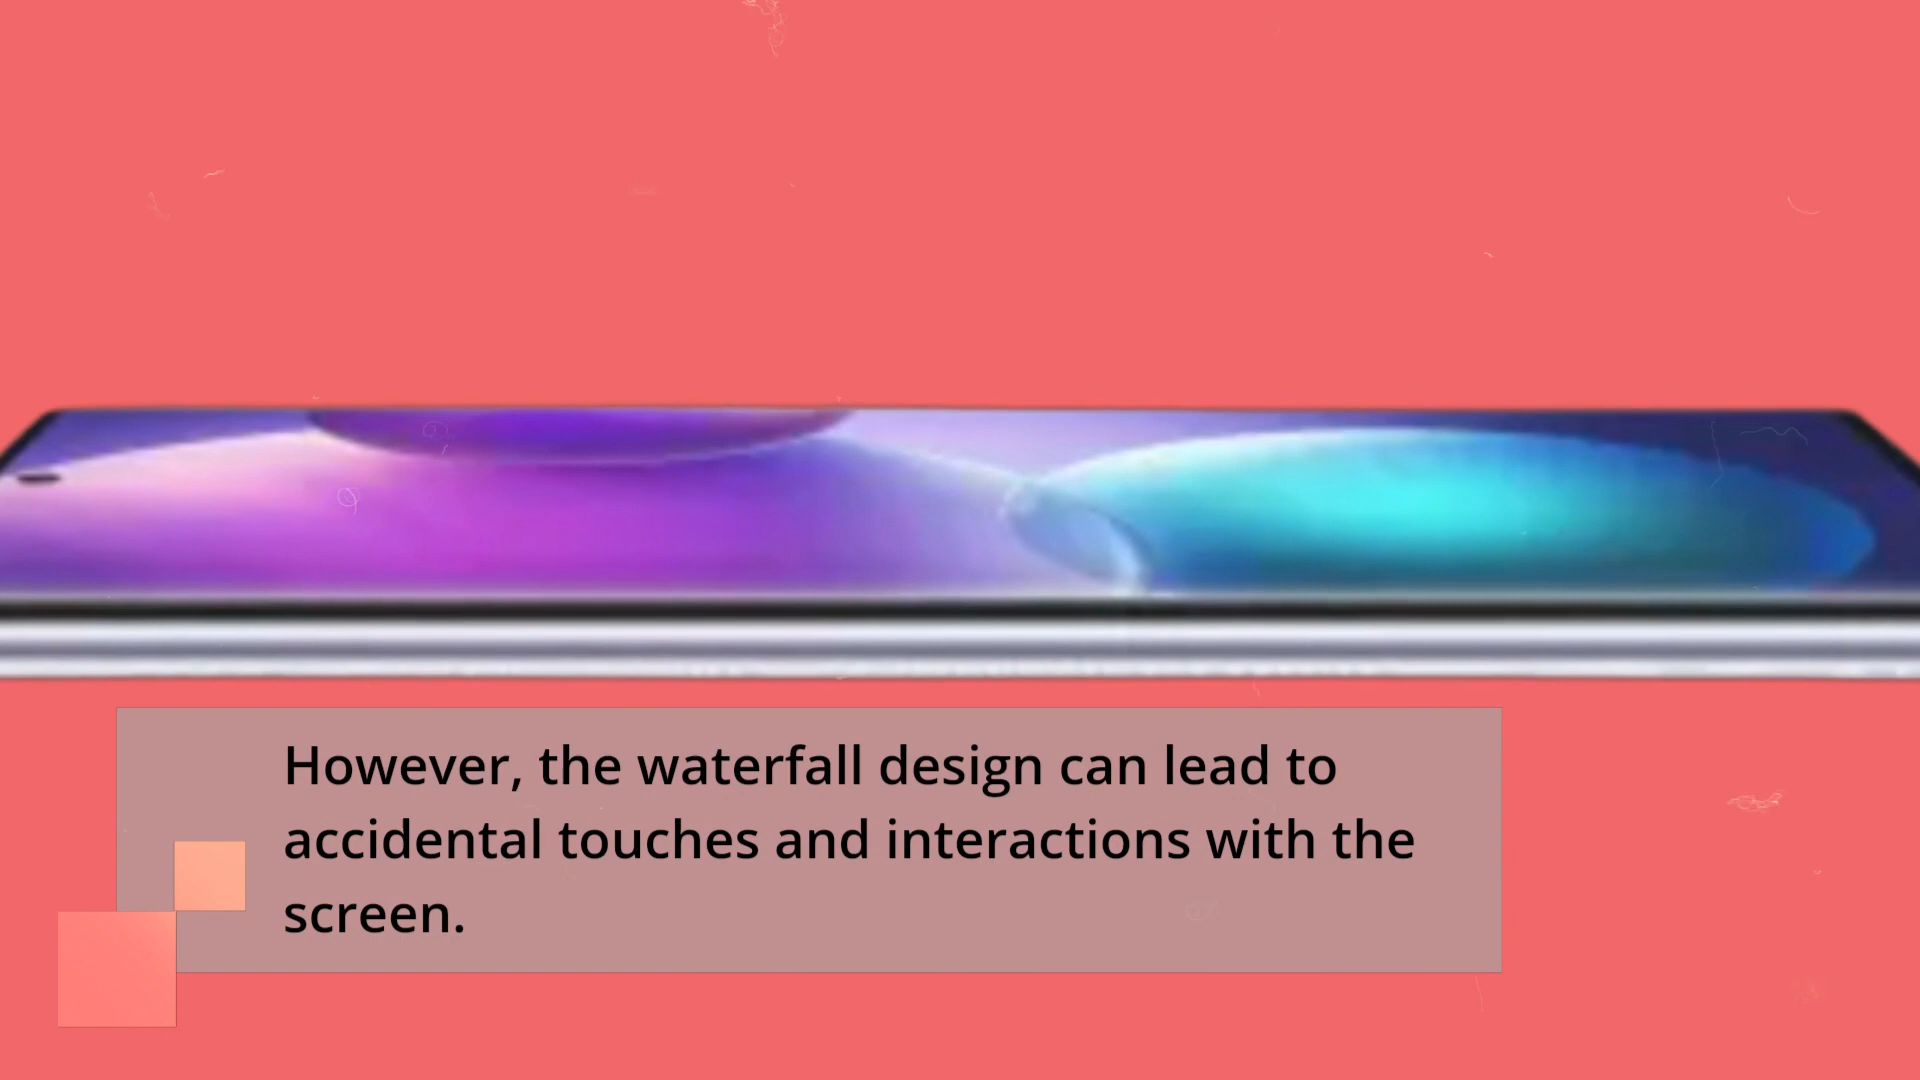 However, the waterfall design can lead to
accidental touches and interactions with the
screen.